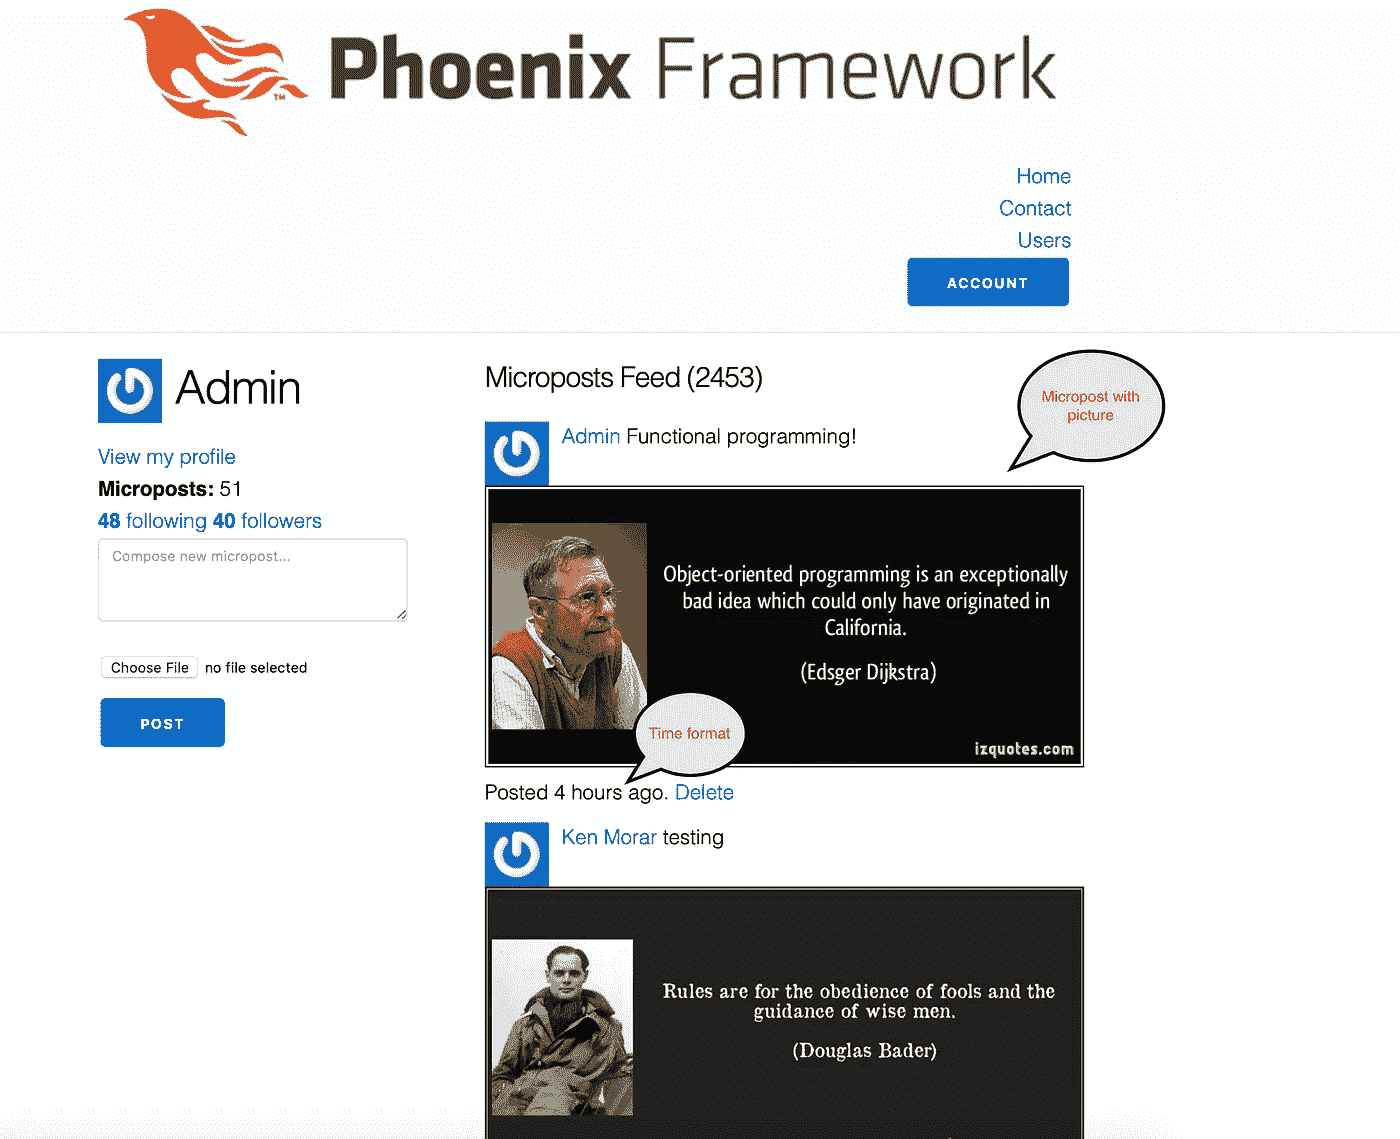 Phoenix Framework
TM
Home
Contact
Users
ACCOUNT
Admin
View my profile
Microposts: 51
48 following 40 followers
Compose new micropost...
Choose File no file selected
POST
Microposts Feed (2453)
Micropost with
picture
Admin Functional programming!
Object-oriented programming is an exceptionally
bad idea which could only have originated in
California.
(Edsger Dijkstra)
izquotes.com
Time format
Posted 4 hours ago. Delete
Ken Morar testing
Rules are for the obedience of fools and the
guidance of wise men.
(Douglas Bader)